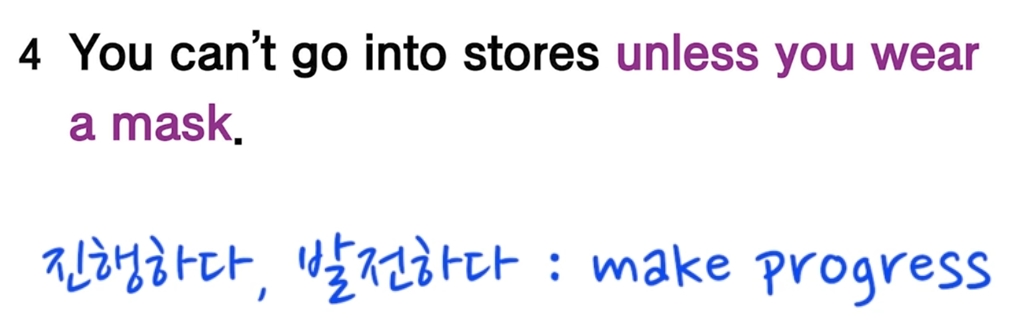 4 You can't go into stores unless you wear
a mask.
진행하다, 발전하다 : make progress